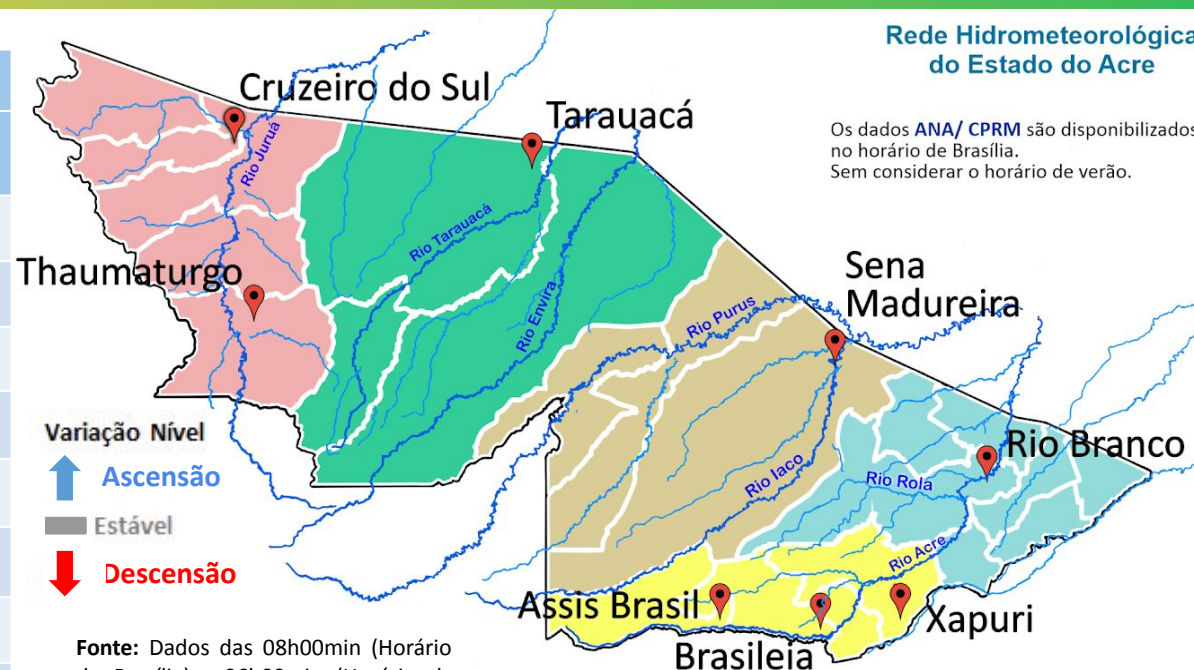 Rede Hidrometeorológica
do Estado do Acre
Os dados ANA/ CPRM são disponibilizados
no horário de Brasília.
Sem considerar o horário de verão.
Cruzeiro do Sul
Tarauacá
Rio Juruá
Rio Tarauacá
Thaumaturgo
Rio Envira
Sena
Madureira
Rio Purus
Variação Nível
Ascensão
Estável
Descensão
Rio Branco
Rio Iaco
Rio Rola
Rio Acre
Assis Brasil
Xapuri
Brasileia
Fonte: Dados das 08h00min (Horário